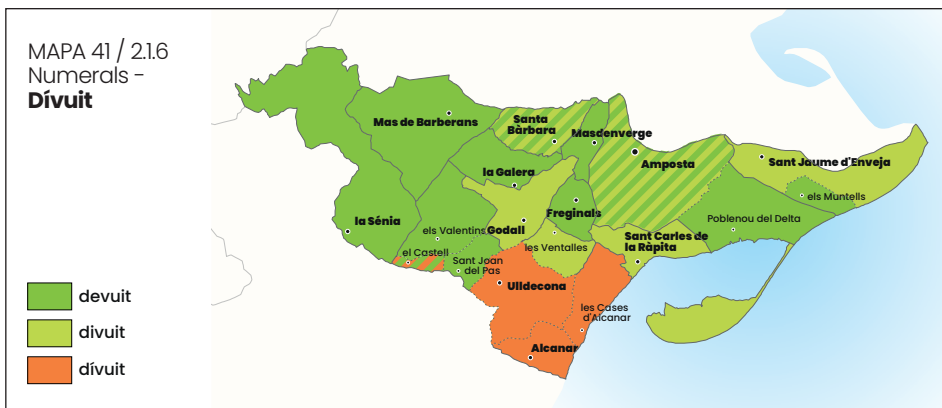 MAPA 41 / 2.1.6
Numerals -
Dívuit
Mas de Barberans
Santa
Bàrbara
Masdenverge
Amposta
Sant Jaume d'Enveja
els Muntells
la Galera
Freginals
Poblenou del Delta
la Sénia
els Valentins
Godall
les Ventalles
Sant Carles de
la Ràpita
el Castell
Sant Joan
del Pas
Ulldecona
les Cases
d'Alcanar
Alcanar
devuit
divuit
dívuit